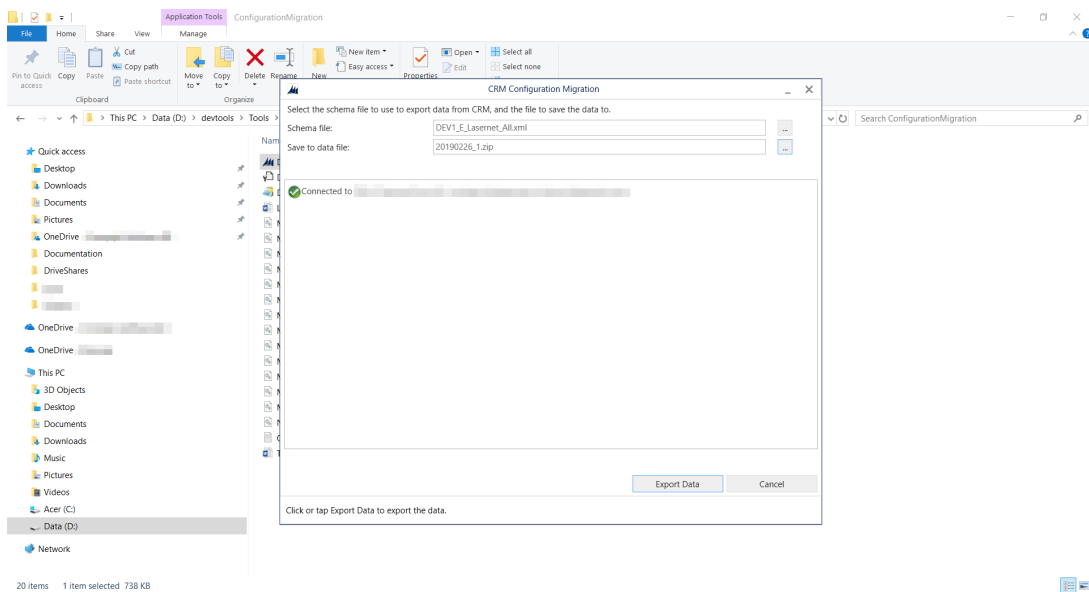 Application Tools ConfigurationMigration
File Home Share View Manage
Pin to Quick access
Copy
Paste
Cut
Copy path
Paste shortcut
Clipboard
Move to
Copy to
Delete
Rename
Organize
New
New item
Easy access
Properties
Open
Edit
Select all
Select none
This PC > Data (D:) > devtools > Tools >
Search ConfigurationMigration
Quick access
Desktop
Downloads
Documents
Pictures
OneDrive
Documentation
DriveShares
OneDrive
OneDrive
This PC
3D Objects
Desktop
Documents
Downloads
Music
Pictures
Videos
Acer (C:)
Data (D:)
Network
20 items 1 item selected 738 KB
CRM Configuration Migration
Select the schema file to use to export data from CRM, and the file to save the data to.
Schema file: DEV1_E_Lasernet_All.xml ...
Save to data file: 20190226_1.zip ...
Connected to
Export Data Cancel
Click or tap Export Data to export the data.